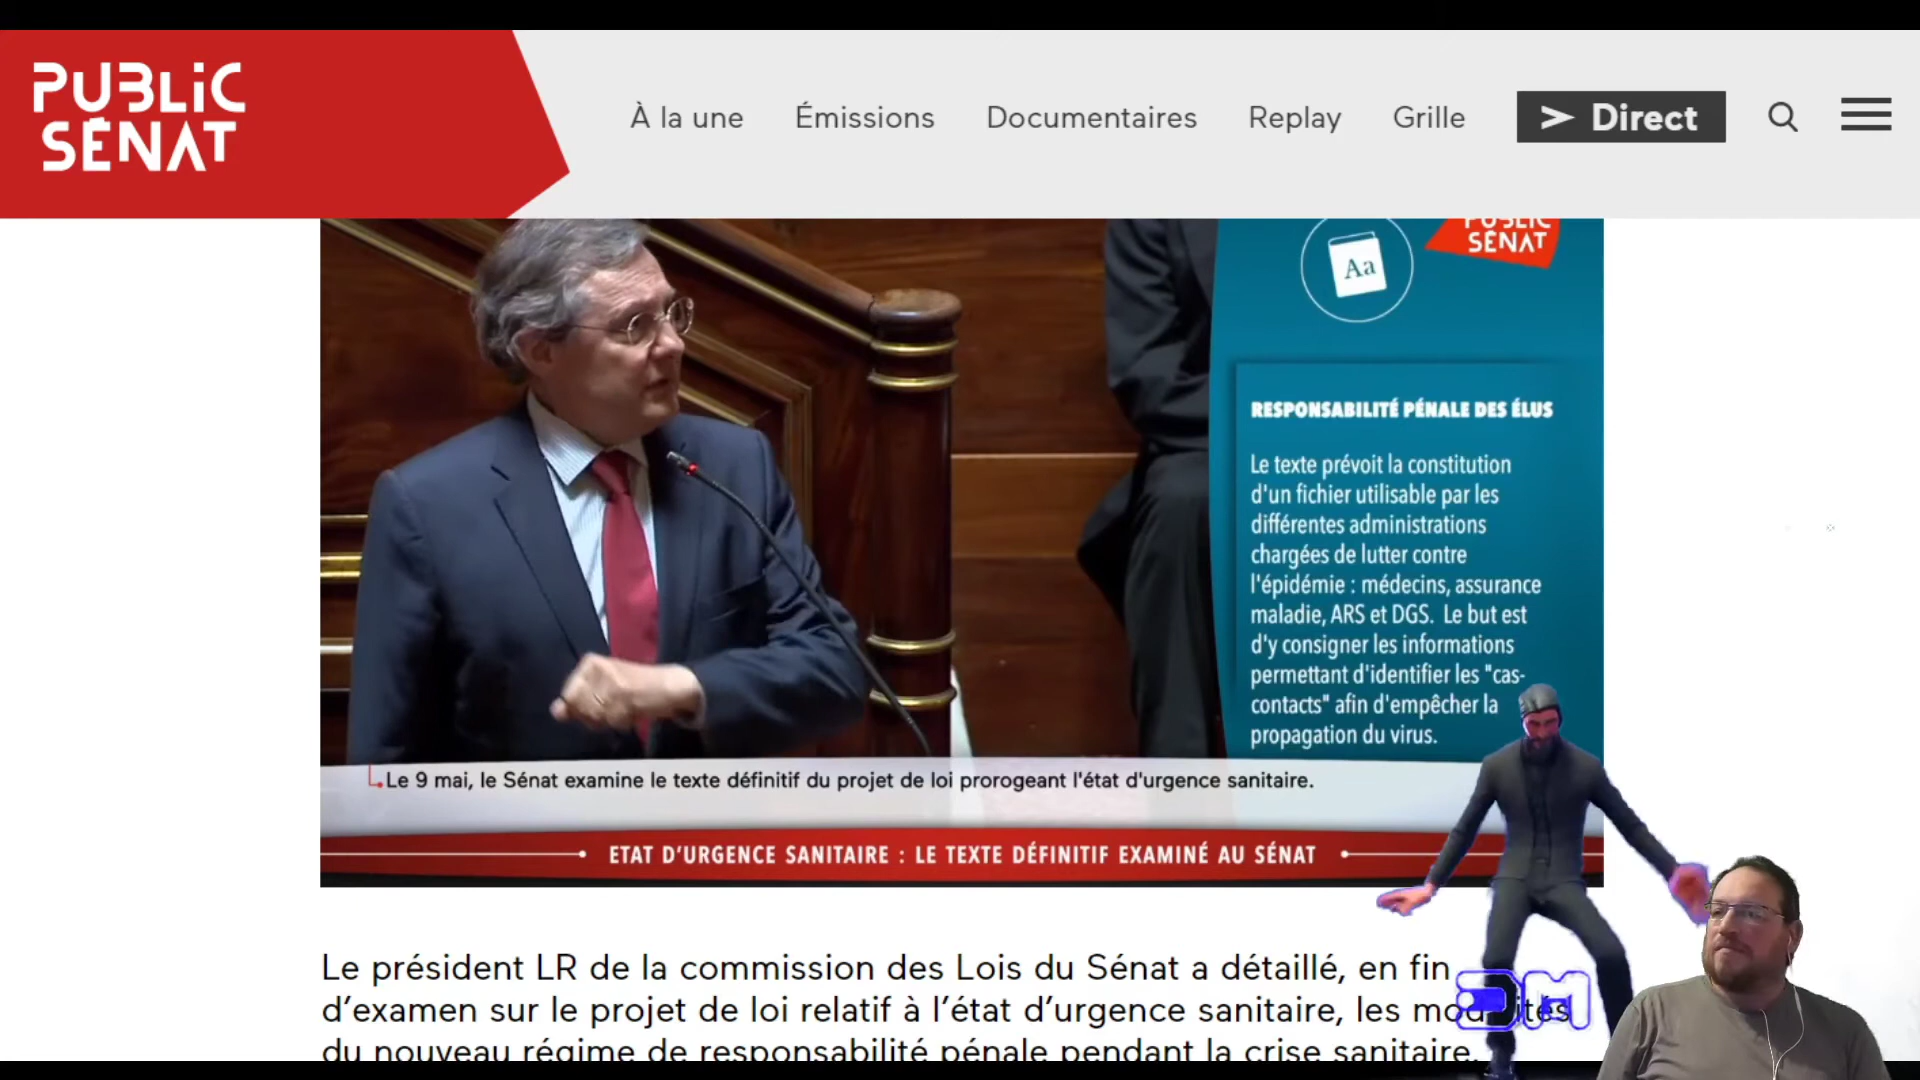 PUBLIC
SÉNAT
À la une
Émissions
Documentaires
Replay
Grille
Direct
PUBLIC
SÉNAT
Aa
RESPONSABILITÉ PÉNALE DES ÉLUS
Le texte prévoit la constitution
d'un fichier utilisable par les
différentes administrations
chargées de lutter contre
l'épidémie : médecins, assurance
maladie, ARS et DGS. Le but est
d'y consigner les informations
permettant d'identifier les "cas-
contacts" afin d'empêcher la
propagation du virus.
Le 9 mai, le Sénat examine le texte définitif du projet de loi prorogeant l'état d'urgence sanitaire.
ETAT D'URGENCE SANITAIRE : LE TEXTE DÉFINITIF EXAMINÉ AU SÉNAT
Le président LR de la commission des Lois du Sénat a détaillé, en fin
d’examen sur le projet de loi relatif à l’état d’urgence sanitaire, les
du nouveau régime de responsabilité pénale pendant la crise sanitaire.